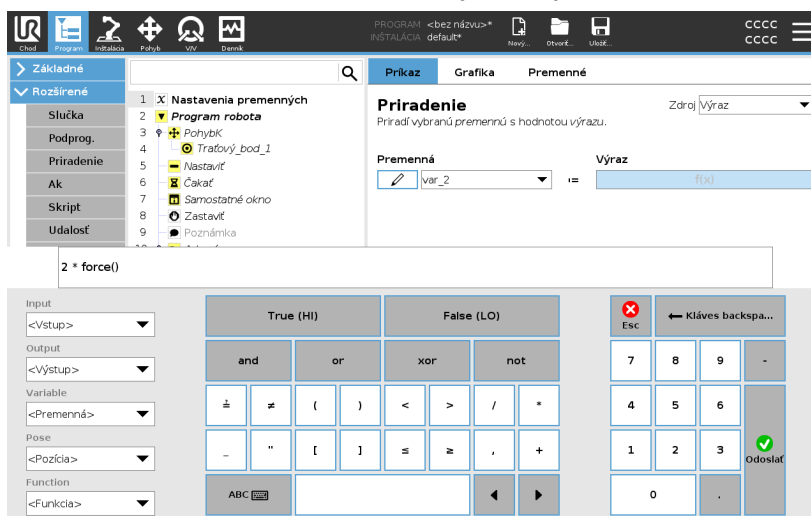 PROGRAM <bez názvu>*
INŠTALÁCIA default*
CCCC
CCCC
Chod Program Inštalácia Pohyb V/V Denník Nový... Otvoriť... Uložiť...
Základné
Rozšírené
Slučka
Podprog.
Priradenie
Ak
Skript
Udalosť
1 X Nastavenia premenných
2 Program robota
3 PohybK
4 Traťový_bod_1
5 Nastaviť
6 Čakať
7 Samostatné okno
8 Zastaviť
9 Poznámka
Príkaz Grafika Premenné
Priradenie
Zdroj Výraz
Priradí vybranú premennú s hodnotou výrazu.
Premenná Výraz
var_2 := f(x)
2 * force()
Input
<Vstup>
Output
<Výstup>
Variable
<Premenná>
Pose
<Pozícia>
Function
<Funkcia>
True (HI) False (LO)
and or xor not
≟ ≠ ( ) < > / *
_ " [ ] ≤ ≥ , +
ABC
Esc Kláves backspa...
7 8 9 -
4 5 6
1 2 3 Odoslať
0 .